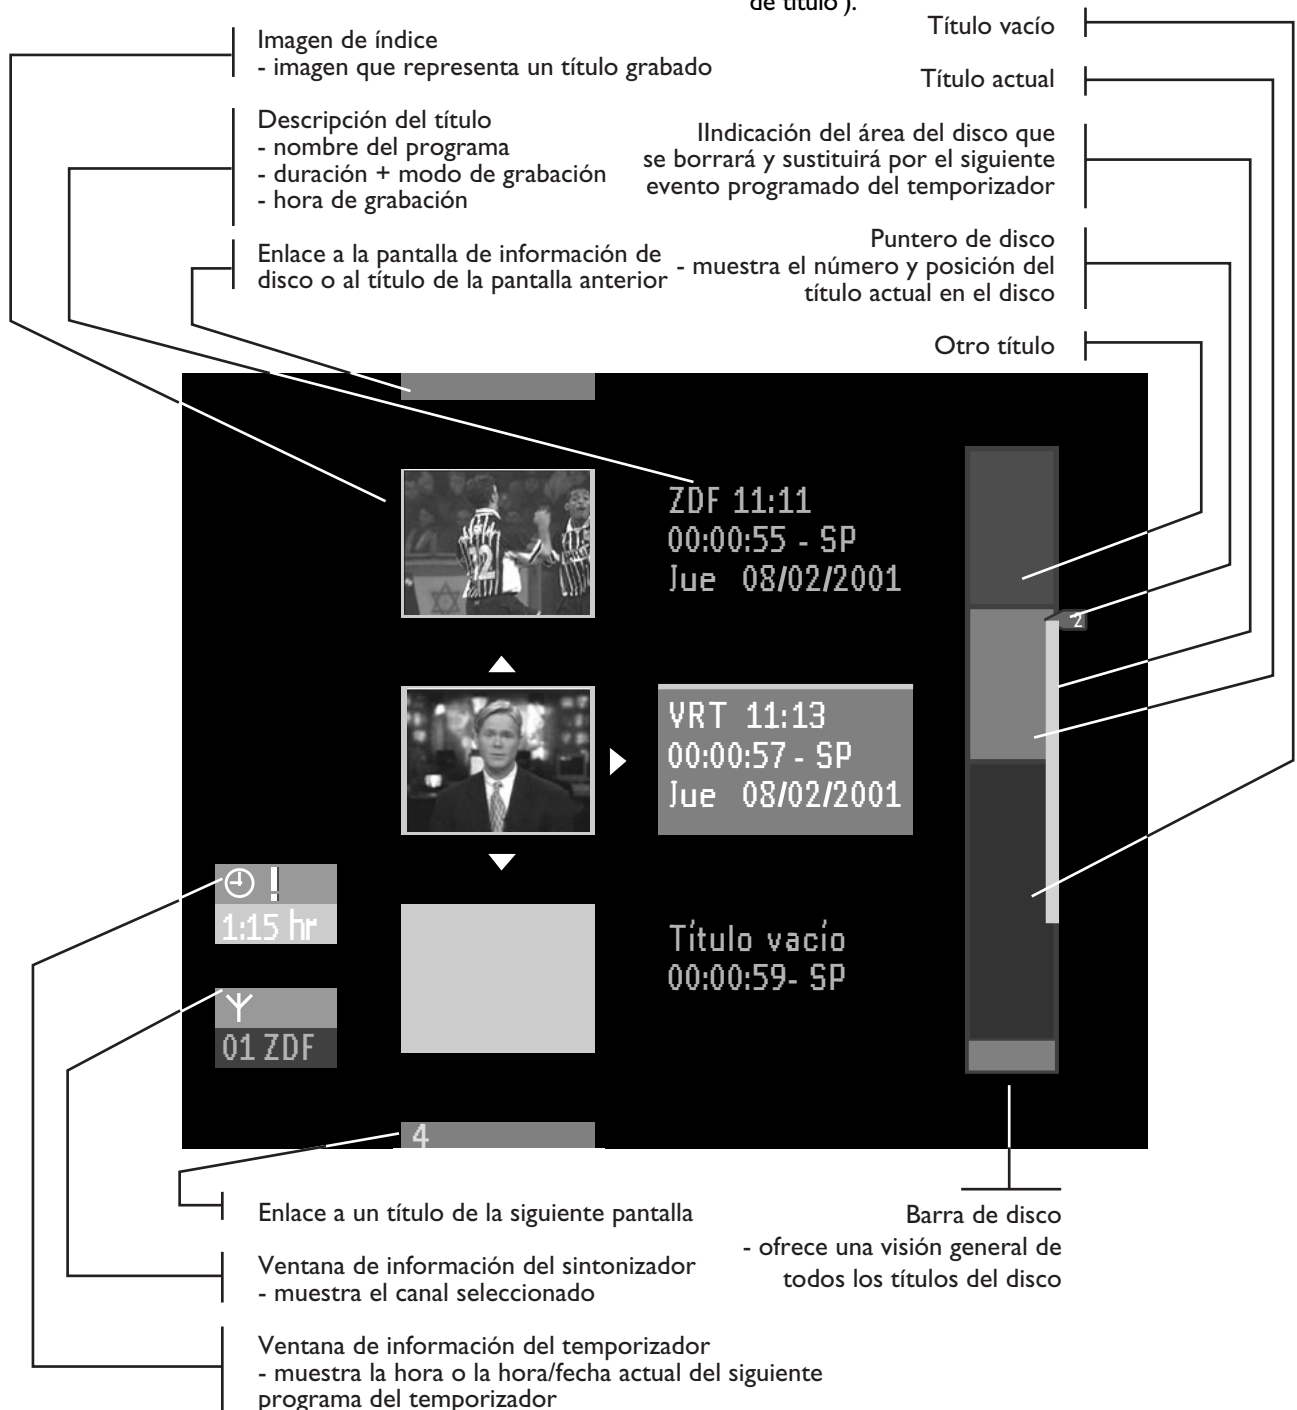 de título').
Título vacío
Imagen de índice
- imagen que representa un título grabado
Título actual
Descripción del título
- nombre del programa
- duración + modo de grabación
- hora de grabación
IIndicación del área del disco que
se borrará y sustituirá por el siguiente
evento programado del temporizador
Enlace a la pantalla de información de
disco o al título de la pantalla anterior
Puntero de disco
- muestra el número y posición del
título actual en el disco
Otro título
ZDF 11:11
00:00:55 - SP
Jue 08/02/2001
22
2
VRT 11:13
00:00:57 - SP
Jue 08/02/2001
!
1:15 hr
Título vacío
00:00:59- SP
01 ZDF
4
Enlace a un título de la siguiente pantalla
Ventana de información del sintonizador
- muestra el canal seleccionado
Ventana de información del temporizador
- muestra la hora o la hora/fecha actual del siguiente
programa del temporizador
Barra de disco
- ofrece una visión general de
todos los títulos del disco